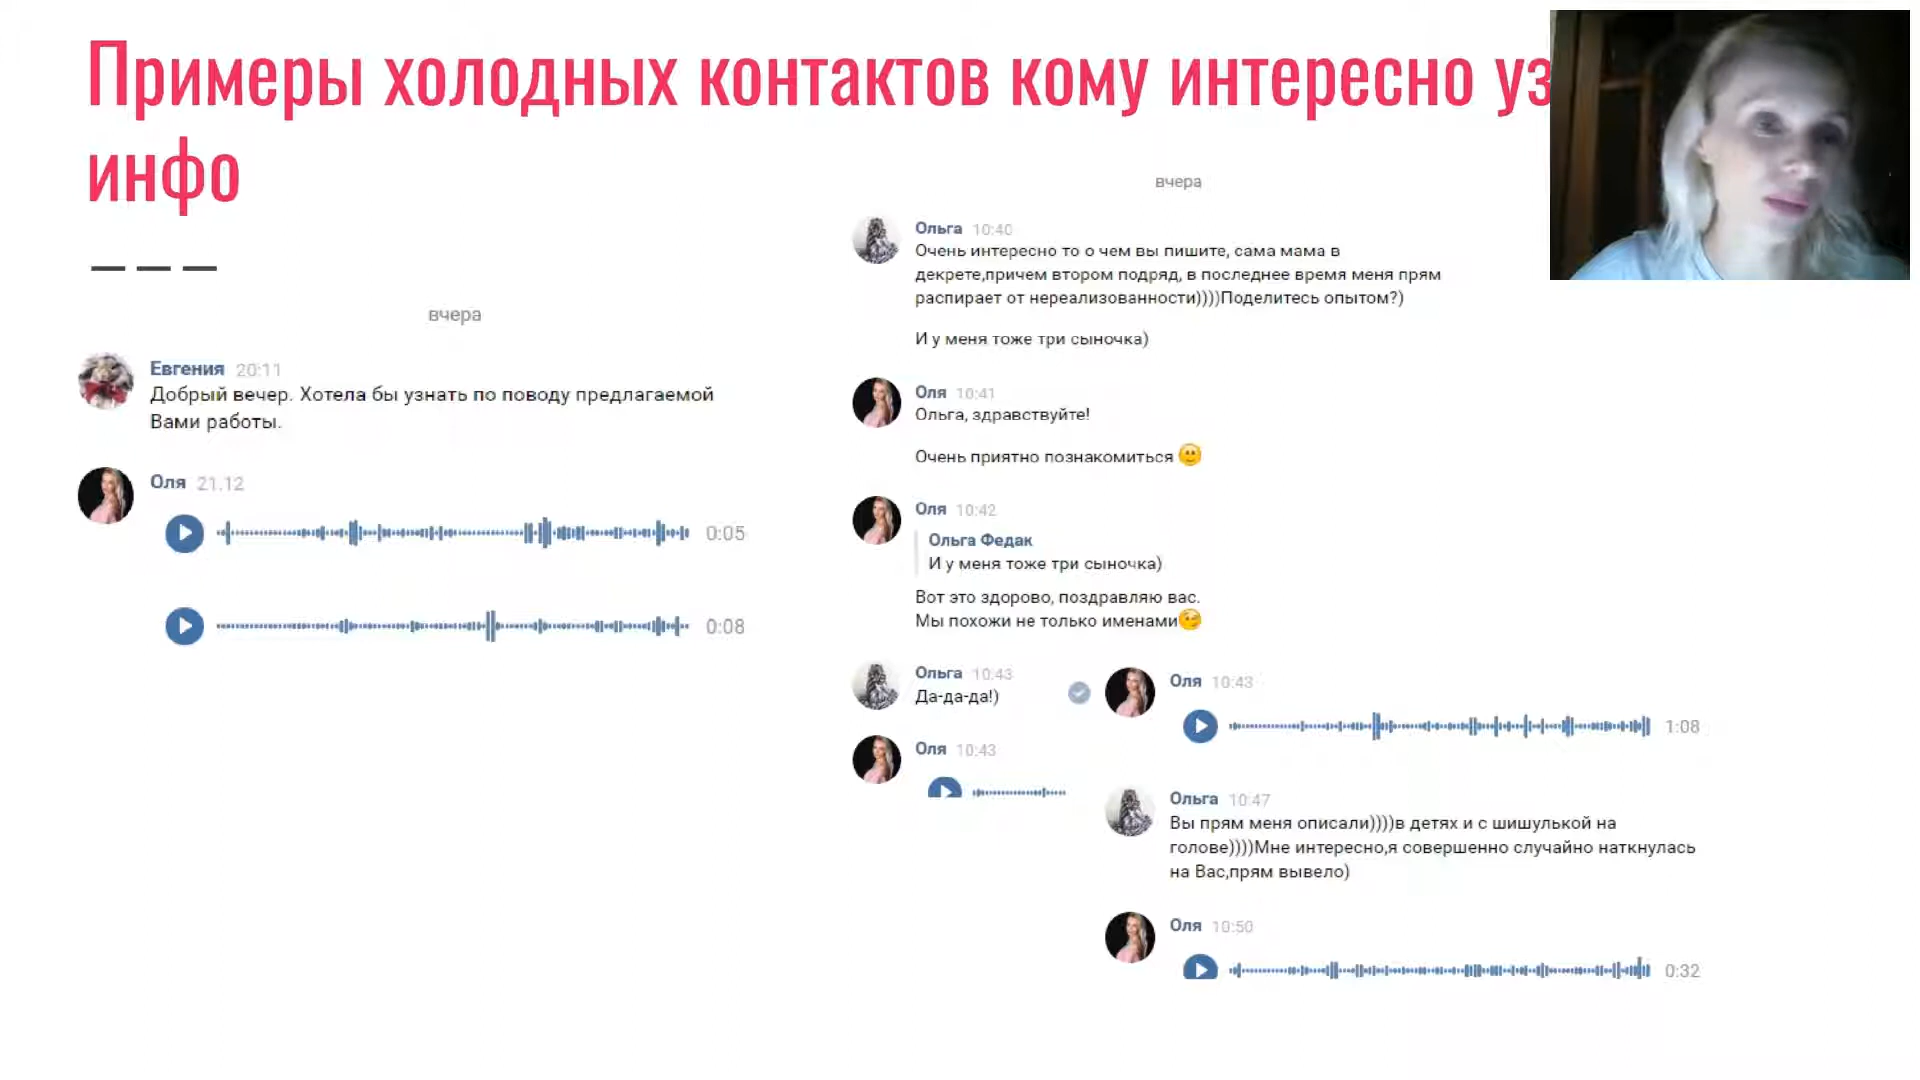 Примеры холодных контактов кому интересно уз
инфо
вчера
Евгения 20:11
Добрый вечер. Хотела бы узнать по поводу предлагаемой
Вами работы.
Оля 21.12
0:05
0:08
вчера
Ольга 10:40
Очень интересно то о чем вы пишите, сама мама в
декрете,причем втором подряд, в последнее время меня прям
распирает от нереализованности))))Поделитесь опытом?)
И у меня тоже три сыночка)
Оля 10:41
Ольга, здравствуйте!
Очень приятно познакомиться
Оля 10:42
Ольга Федак
И у меня тоже три сыночка)
Вот это здорово, поздравляю вас.
Мы похожи не только именами
Ольга 10:43
Да-да-да!)
Оля 10:43
Оля 10:43
1:08
Ольга 10:47
Вы прям меня описали))))в детях и с шишулькой на
голове))))Мне интересно,я совершенно случайно наткнулась
на Вас,прям вывело)
Оля 10:50
0:32